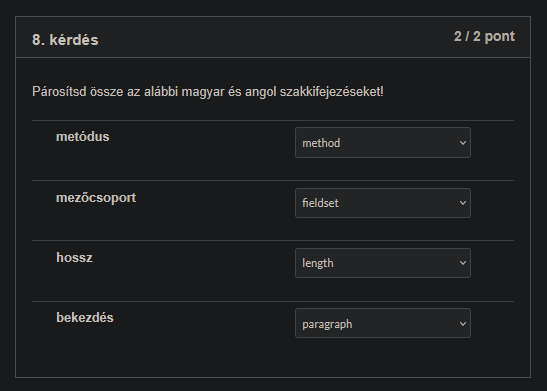 8. kérdés
2 / 2 pont
Párosítsd össze az alábbi magyar és angol szakkifejezéseket!
metódus
method
mezőcsoport
fieldset
hossz
length
bekezdés
paragraph